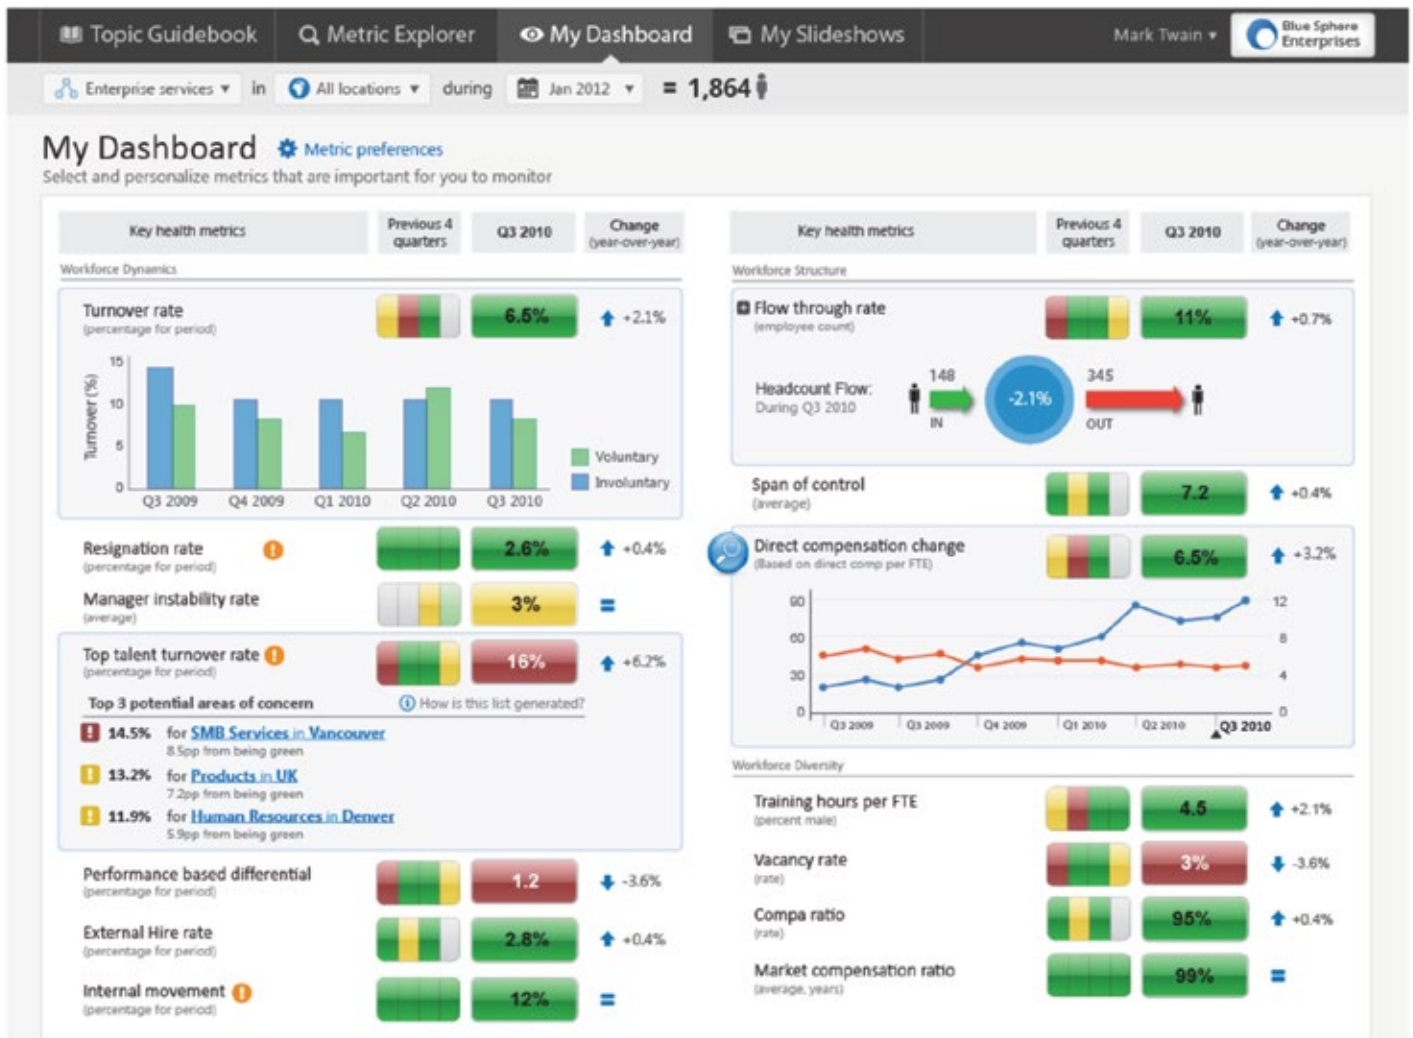 Topic Guidebook
Metric Explorer
My Dashboard
My Slideshows
Mark Twain
Blue Sphere
Enterprises
Enterprise services in All locations during Jan 2012 = 1,864
My Dashboard
Metric preferences
Select and personalize metrics that are important for you to monitor
Key health metrics
Previous 4
quarters
Q3 2010
Change
(year-over-year)
Workforce Dynamics
Turnover rate
(percentage for period)
6.5%
+2.1%
Turnover (%)
15
10
5
0
Q3 2009
Q4 2009
Q1 2010
Q2 2010
Q3 2010
Voluntary
Involuntary
Resignation rate
(percentage for period)
2.6%
+0.4%
Manager instability rate
(average)
3%
=
Top talent turnover rate
(percentage for period)
16%
+6.2%
Top 3 potential areas of concern
How is this list generated?
14.5% for SMB Services in Vancouver
8.5pp from being green
13.2% for Products in UK
7.2pp from being green
11.9% for Human Resources in Denver
5.9pp from being green
Performance based differential
(percentage for period)
1.2
-3.6%
External Hire rate
(percentage for period)
2.8%
+0.4%
Internal movement
(percentage for period)
12%
=
Key health metrics
Previous 4
quarters
Q3 2010
Change
(year-over-year)
Workforce Structure
Flow through rate
(employee count)
11%
+0.7%
Headcount Flow:
During Q3 2010
148
IN
-2.1%
345
OUT
Span of control
(average)
7.2
+0.4%
Direct compensation change
(Based on direct comp per FTE)
6.5%
+3.2%
90
60
30
0
12
8
4
0
Q3 2009
Q3 2009
Q4 2009
Q1 2010
Q2 2010
Q3 2010
Workforce Diversity
Training hours per FTE
(percent male)
4.5
+2.1%
Vacancy rate
(rate)
3%
-3.6%
Compa ratio
(rate)
95%
+0.4%
Market compensation ratio
(average, years)
99%
=